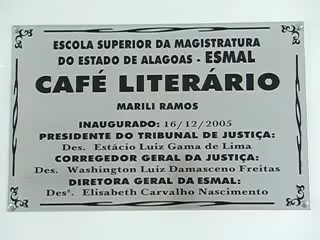 ESCOLA SUPERIOR DA MAGISTRATURA
DO ESTADO DE ALAGOAS - ESMAL
CAFÉ LITERÁRIO
MARILI RAMOS
INAUGURADO: 16/12/2005
PRESIDENTE DO TRIBUNAL DE JUSTIÇA:
Des. Estácio Luiz Gama de Lima
CORREGEDOR GERAL DA JUSTIÇA:
Des. Washington Luiz Damasceno Freitas
DIRETORA GERAL DA ESMAL:
Desª. Elisabeth Carvalho Nascimento